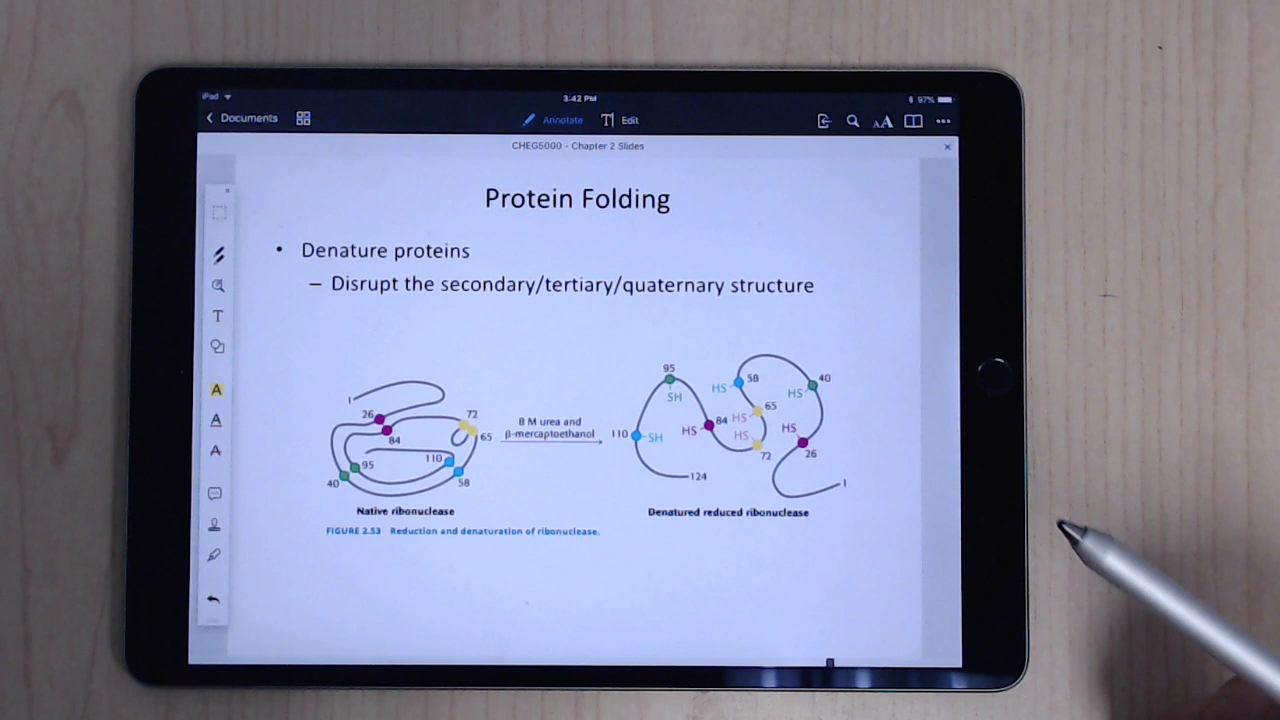 iPad
3:42 PM
97%
Documents
Annotate
T Edit
AA
CHEG5000 - Chapter 2 Slides
Protein Folding
• Denature proteins
– Disrupt the secondary/tertiary/quaternary structure
T
A
A
A
1
26
84
72
65
95
110
40
58
Native ribonuclease
8 M urea and
β-mercaptoethanol
95
SH
58
HS
40
HS
65
HS
84
HS
110
SH
HS
72
HS
26
124
1
Denatured reduced ribonuclease
FIGURE 2.53 Reduction and denaturation of ribonuclease.